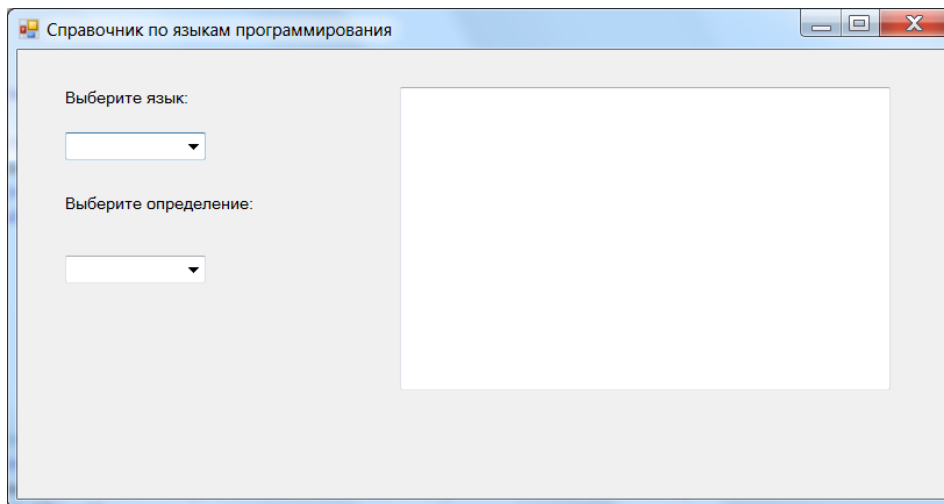 Справочник по языкам программирования
Выберите язык:
Выберите определение: